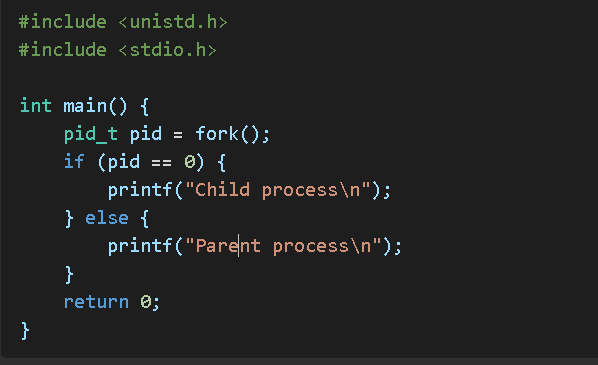 #include <unistd.h>
#include <stdio.h>

int main() {
    pid_t pid = fork();
    if (pid == 0) {
        printf("Child process\n");
    } else {
        printf("Parent process\n");
    }
    return 0;
}